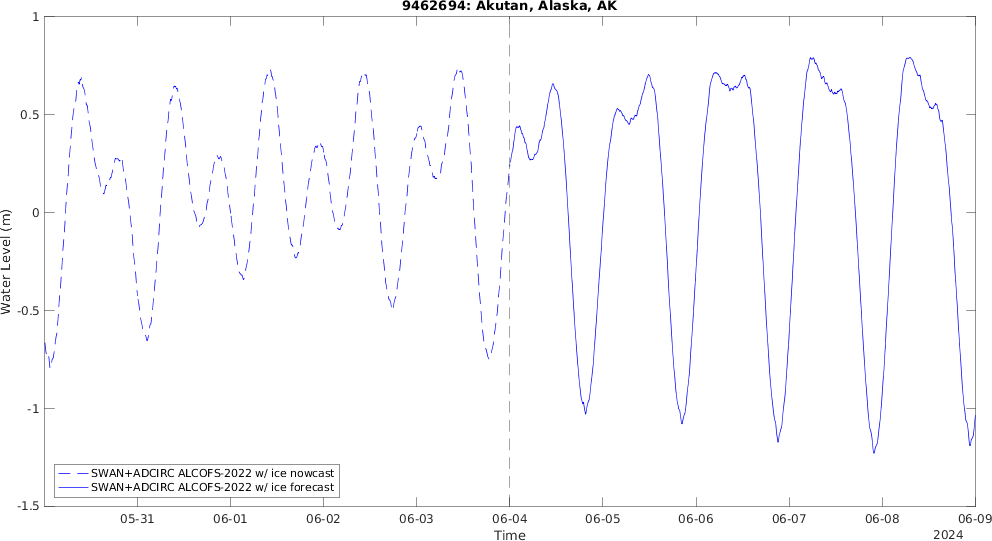 9462694: Akutan, Alaska, AK
1
0.5
0
-0.5
-1
-1.5
Water Level (m)
SWAN+ADCIRC ALCOFS-2022 w/ ice nowcast
SWAN+ADCIRC ALCOFS-2022 w/ ice forecast
05-31 06-01 06-02 06-03 06-04 06-05 06-06 06-07 06-08 06-09
Time
2024